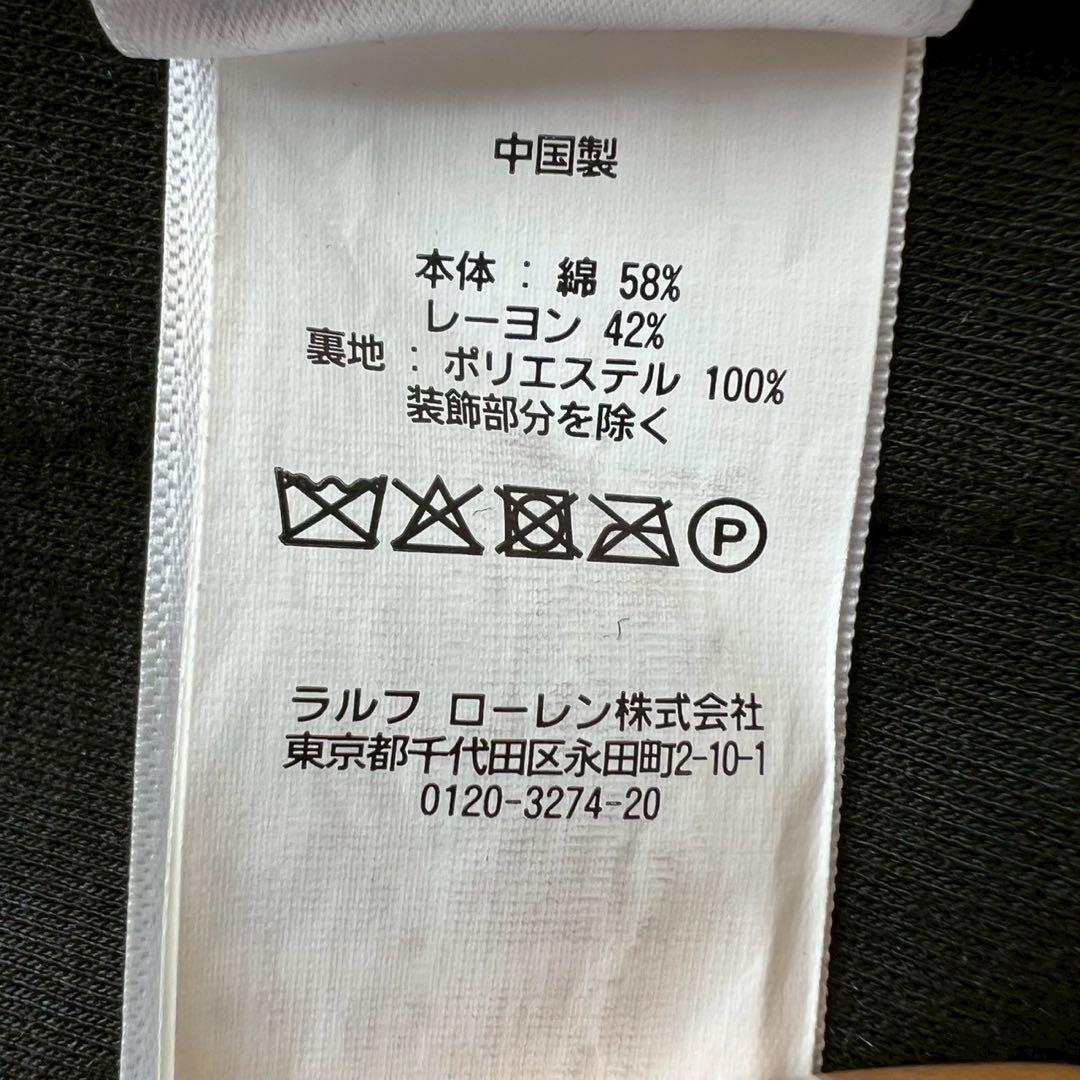 中国製
本体 : 綿 58%
レーヨン 42%
裏地 : ポリエステル 100%
装飾部分を除く
P
ラルフ ローレン株式会社
東京都千代田区永田町2-10-1
0120-3274-20